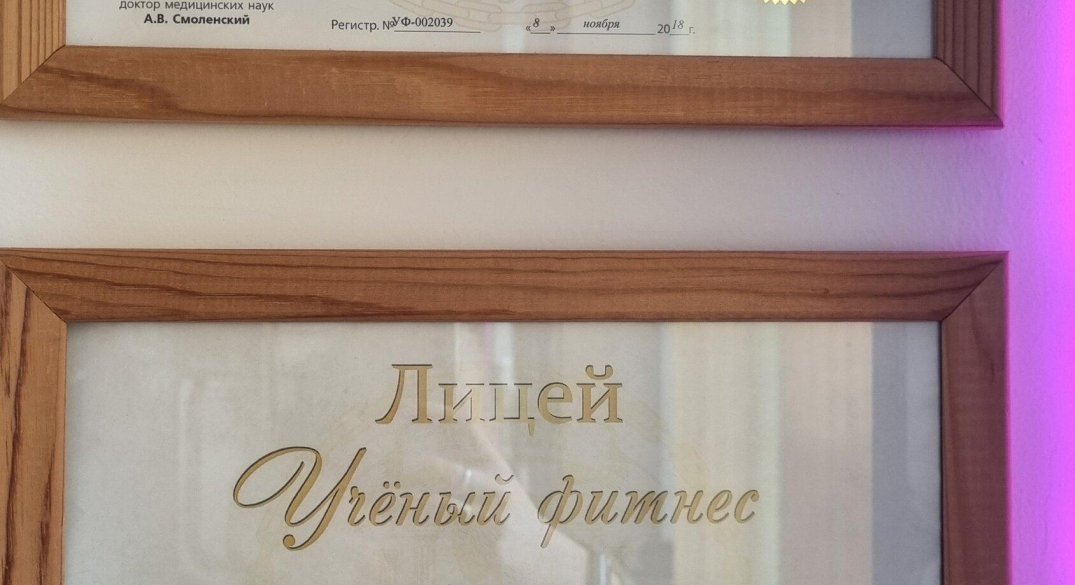 доктор медицинских наук
А.В. Смоленский
Регистр. № УФ-002039 « 8 » ноября 2018 г.
Лицей
Учёный фитнес